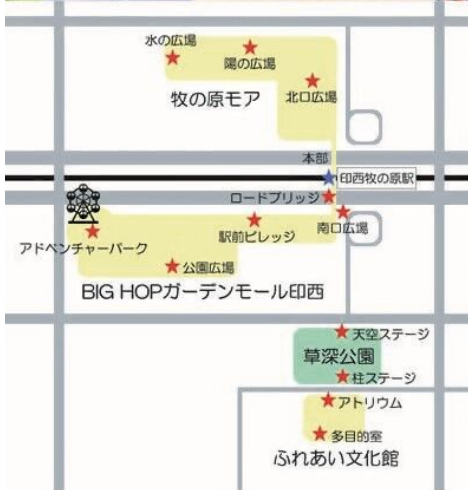 水の広場
陽の広場
北口広場
牧の原モア
本部
印西牧の原駅
ロードブリッジ
南口広場
駅前ビレッジ
アドベンチャーパーク
公園広場
BIG HOPガーデンモール印西
天空ステージ
草深公園
柱ステージ
アトリウム
多目的室
ふれあい文化館